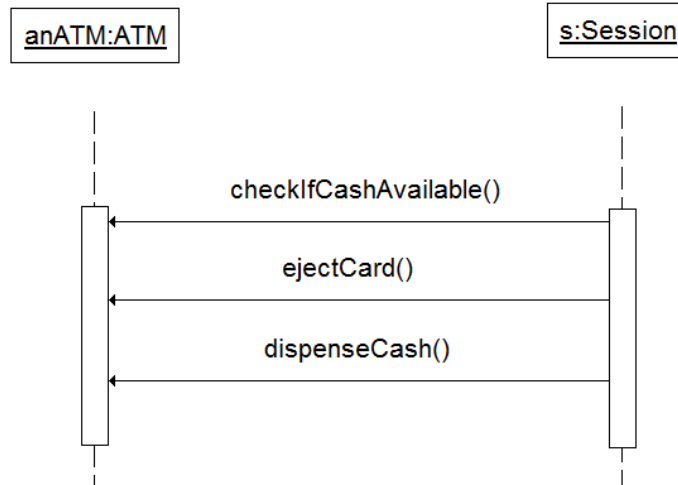 anATM:ATM
s:Session
checkIfCashAvailable()
ejectCard()
dispenseCash()